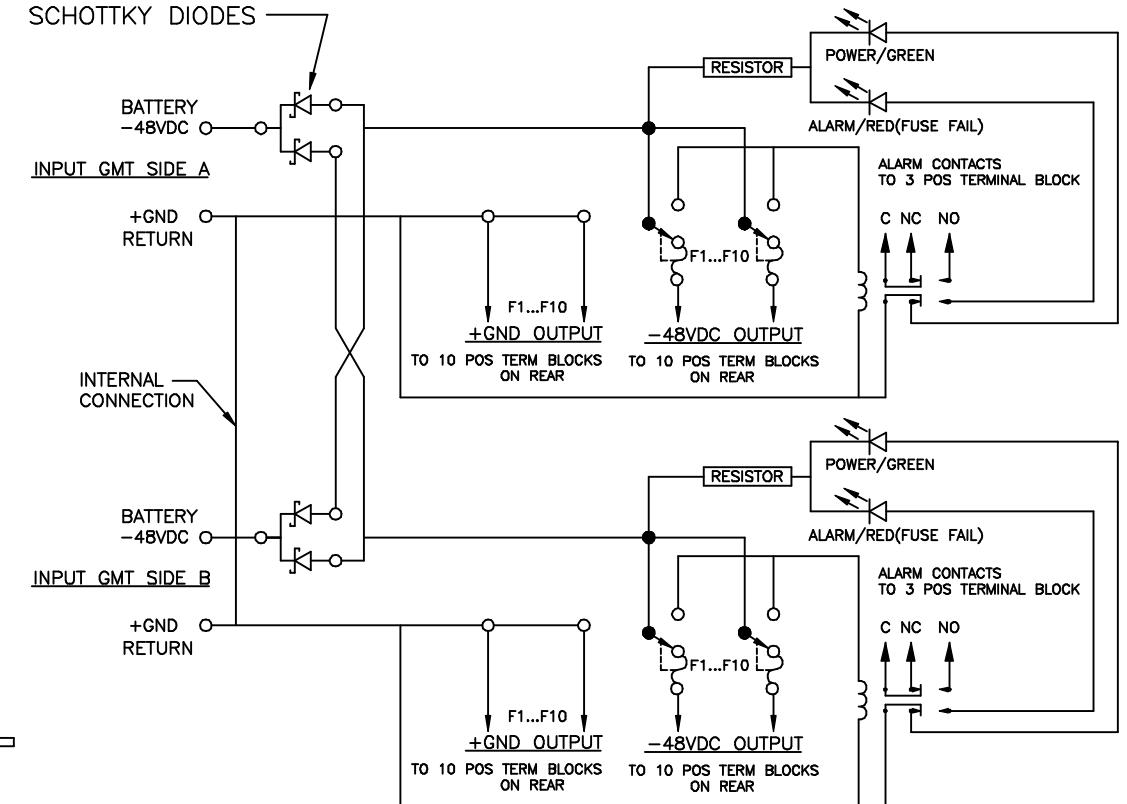 SCHOTTKY DIODES
POWER/GREEN
RESISTOR
BATTERY
-48VDC
ALARM/RED(FUSE FAIL)
INPUT GMT SIDE A
ALARM CONTACTS
TO 3 POS TERMINAL BLOCK
+GND
RETURN
C NC NO
F1...F10
F1...F10
+GND OUTPUT
-48VDC OUTPUT
TO 10 POS TERM BLOCKS
ON REAR
TO 10 POS TERM BLOCKS
ON REAR
INTERNAL
CONNECTION
POWER/GREEN
RESISTOR
BATTERY
-48VDC
ALARM/RED(FUSE FAIL)
INPUT GMT SIDE B
ALARM CONTACTS
TO 3 POS TERMINAL BLOCK
+GND
RETURN
C NC NO
F1...F10
F1...F10
+GND OUTPUT
-48VDC OUTPUT
TO 10 POS TERM BLOCKS
ON REAR
TO 10 POS TERM BLOCKS
ON REAR